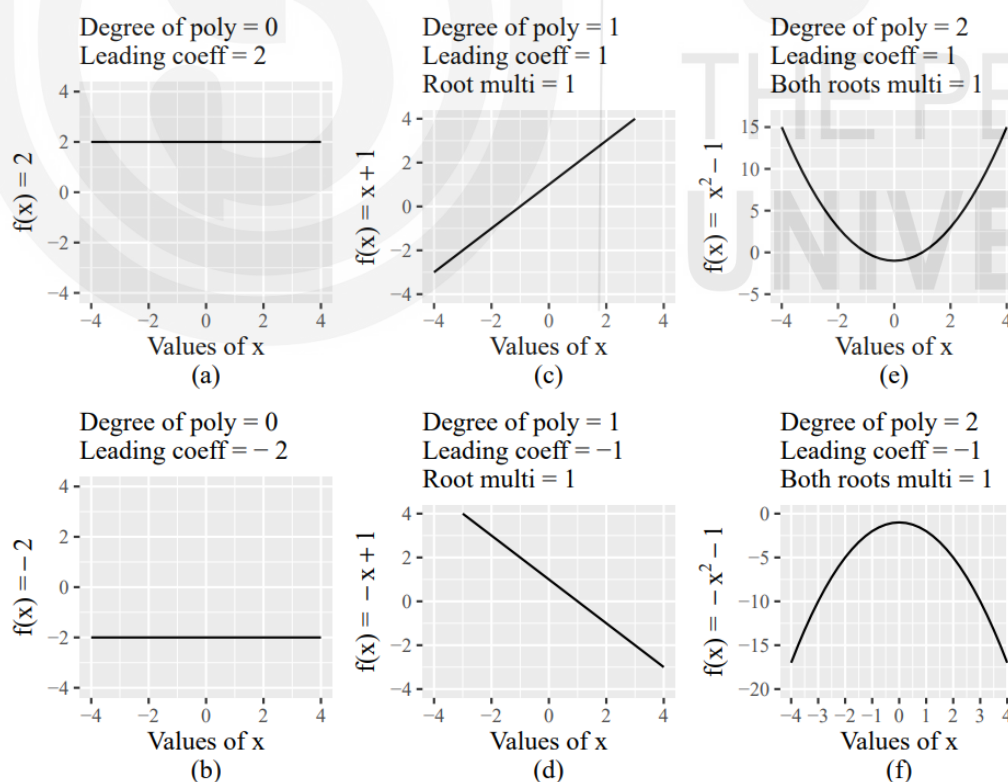 Degree of poly = 0
Leading coeff = 2
f(x) = 2
4
2
0
−2
−4
−4 −2 0 2 4
Values of x
(a)
Degree of poly = 1
Leading coeff = 1
Root multi = 1
f(x) = x + 1
4
2
0
−2
−4
−4 −2 0 2 4
Values of x
(c)
Degree of poly = 2
Leading coeff = 1
Both roots multi = 1
f(x) = x² − 1
15
10
5
0
−5
−4 −2 0 2 4
Values of x
(e)
Degree of poly = 0
Leading coeff = − 2
f(x) = − 2
4
2
0
−2
−4
−4 −2 0 2 4
Values of x
(b)
Degree of poly = 1
Leading coeff = −1
Root multi = 1
f(x) = − x + 1
4
2
0
−2
−4
−4 −2 0 2 4
Values of x
(d)
Degree of poly = 2
Leading coeff = −1
Both roots multi = 1
f(x) = − x² − 1
0
−5
−10
−15
−20
−4 −3 −2 −1 0 1 2 3 4
Values of x
(f)
THE